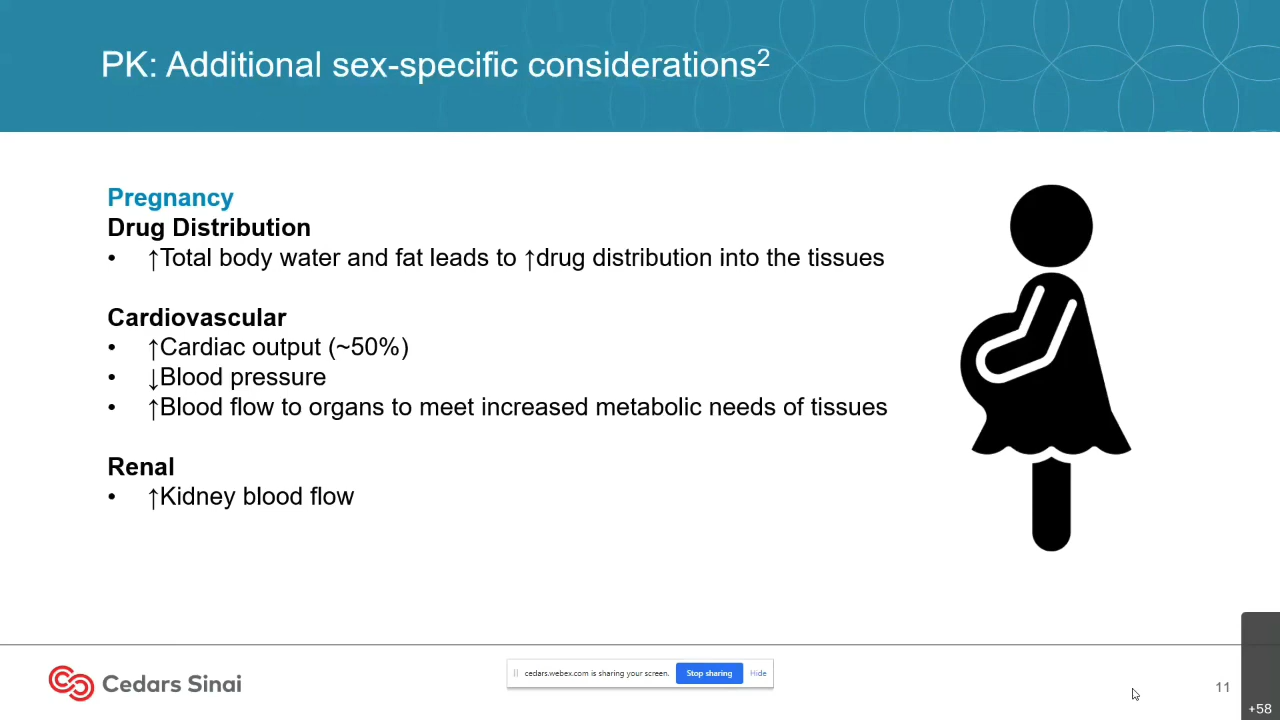 PK: Additional sex-specific considerations²
Pregnancy
Drug Distribution
• ↑Total body water and fat leads to ↑drug distribution into the tissues
Cardiovascular
• ↑Cardiac output (~50%)
• ↓Blood pressure
• ↑Blood flow to organs to meet increased metabolic needs of tissues
Renal
• ↑Kidney blood flow
Cedars Sinai
cedars.webex.com is sharing your screen. Stop sharing Hide
11
+58